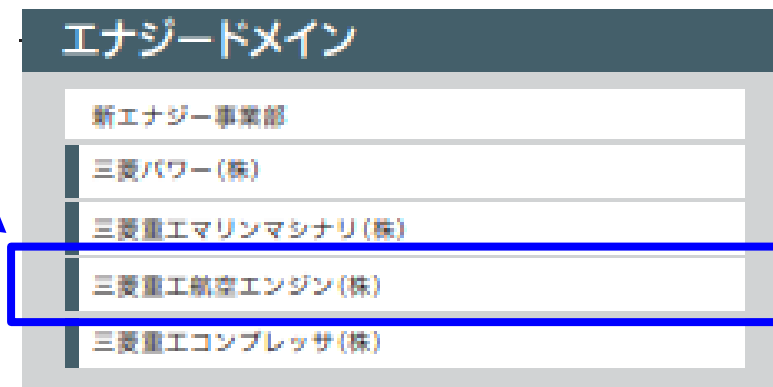 エナジードメイン
新エナジー事業部
三菱パワー(株)
三菱重工マリンマシナリ(株)
三菱重工航空エンジン(株)
三菱重工コンプレッサ(株)